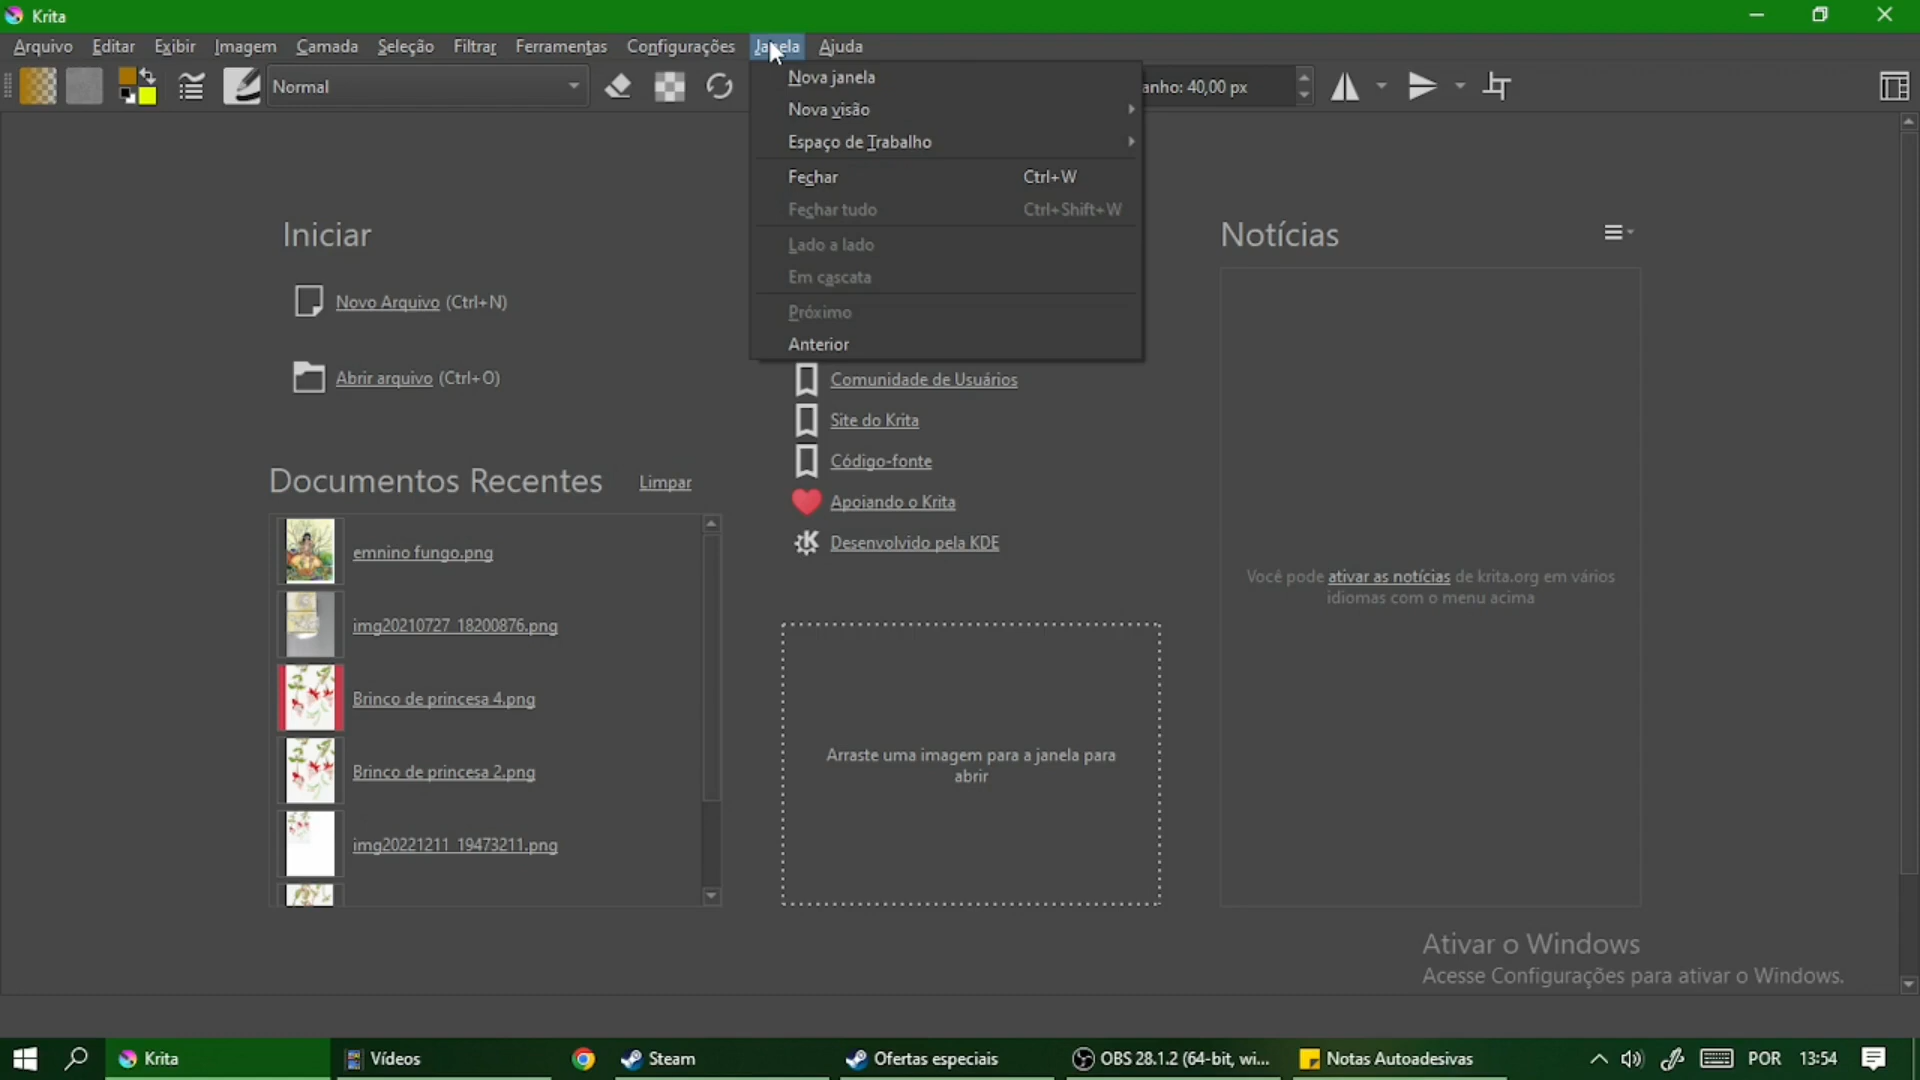 Krita
Arquivo Editar Exibir Imagem Camada Seleção Filtrar Ferramentas Configurações Janela Ajuda
Normal
anho: 40,00 px
Nova janela
Nova visão
Espaço de Trabalho
Fechar Ctrl+W
Fechar tudo Ctrl+Shift+W
Lado a lado
Em cascata
Próximo
Anterior
Iniciar
Novo Arquivo (Ctrl+N)
Abrir arquivo (Ctrl+O)
Documentos Recentes Limpar
emnino fungo.png
img20210727_18200876.png
Brinco de princesa 4.png
Brinco de princesa 2.png
img20221211_19473211.png
Comunidade de Usuários
Site do Krita
Código-fonte
Apoiando o Krita
Desenvolvido pela KDE
Arraste uma imagem para a janela para
abrir
Notícias
Você pode ativar as notícias de krita.org em vários
idiomas com o menu acima
Ativar o Windows
Acesse Configurações para ativar o Windows.
Krita
Vídeos
Steam
Ofertas especiais
OBS 28.1.2 (64-bit, wi...
Notas Autoadesivas
POR
13:54